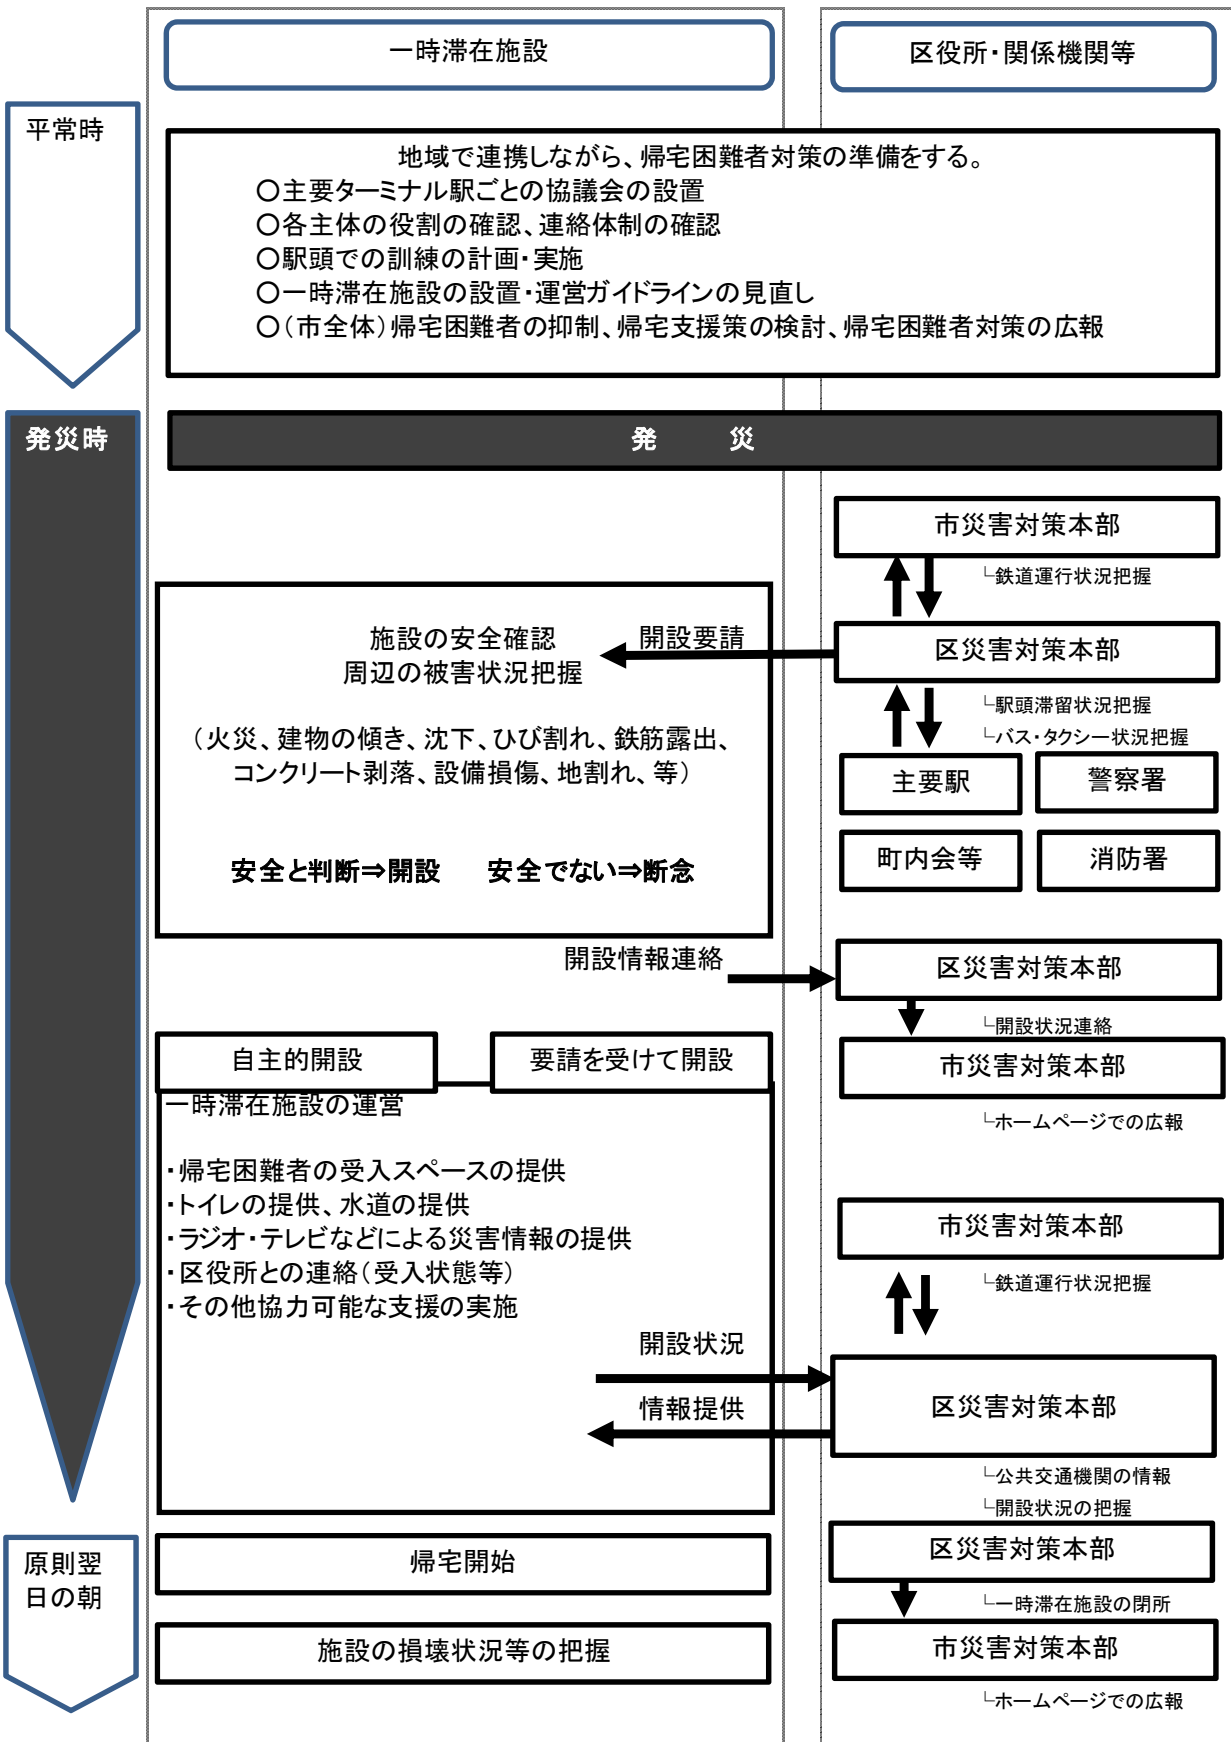 一時滞在施設
区役所・関係機関等
平常時
地域で連携しながら、帰宅困難者対策の準備をする。
○主要ターミナル駅ごとの協議会の設置
○各主体の役割の確認、連絡体制の確認
○駅頭での訓練の計画・実施
○一時滞在施設の設置・運営ガイドラインの見直し
○(市全体)帰宅困難者の抑制、帰宅支援策の検討、帰宅困難者対策の広報
発災時
発　　災
市災害対策本部
└鉄道運行状況把握
施設の安全確認
周辺の被害状況把握
開設要請
区災害対策本部
└駅頭滞留状況把握
└バス・タクシー状況把握
(火災、建物の傾き、沈下、ひび割れ、鉄筋露出、
コンクリート剥落、設備損傷、地割れ、等)
主要駅
警察署
町内会等
消防署
安全と判断⇒開設　　安全でない⇒断念
開設情報連絡
区災害対策本部
└開設状況連絡
市災害対策本部
└ホームページでの広報
自主的開設
要請を受けて開設
一時滞在施設の運営
・帰宅困難者の受入スペースの提供
・トイレの提供、水道の提供
・ラジオ・テレビなどによる災害情報の提供
・区役所との連絡(受入状態等)
・その他協力可能な支援の実施
市災害対策本部
└鉄道運行状況把握
開設状況
情報提供
区災害対策本部
└公共交通機関の情報
└開設状況の把握
原則翌
日の朝
帰宅開始
区災害対策本部
└一時滞在施設の閉所
施設の損壊状況等の把握
市災害対策本部
└ホームページでの広報